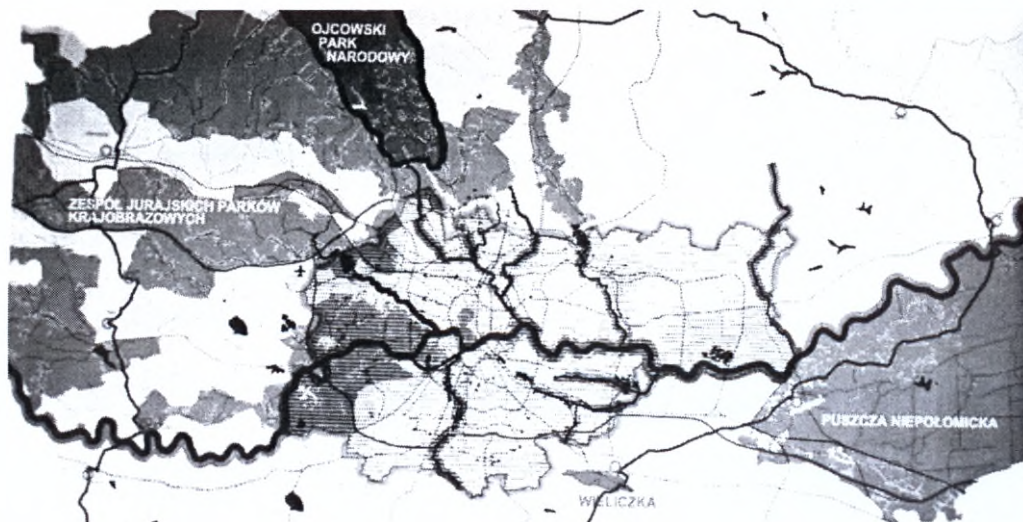 OJCOWSKI
PARK
NARODOWY
ZESPÓŁ JURAJSKICH PARKÓW
KRAJOBRAZOWYCH
PUSZCZA NIEPOŁOMICKA
WIELICZKA